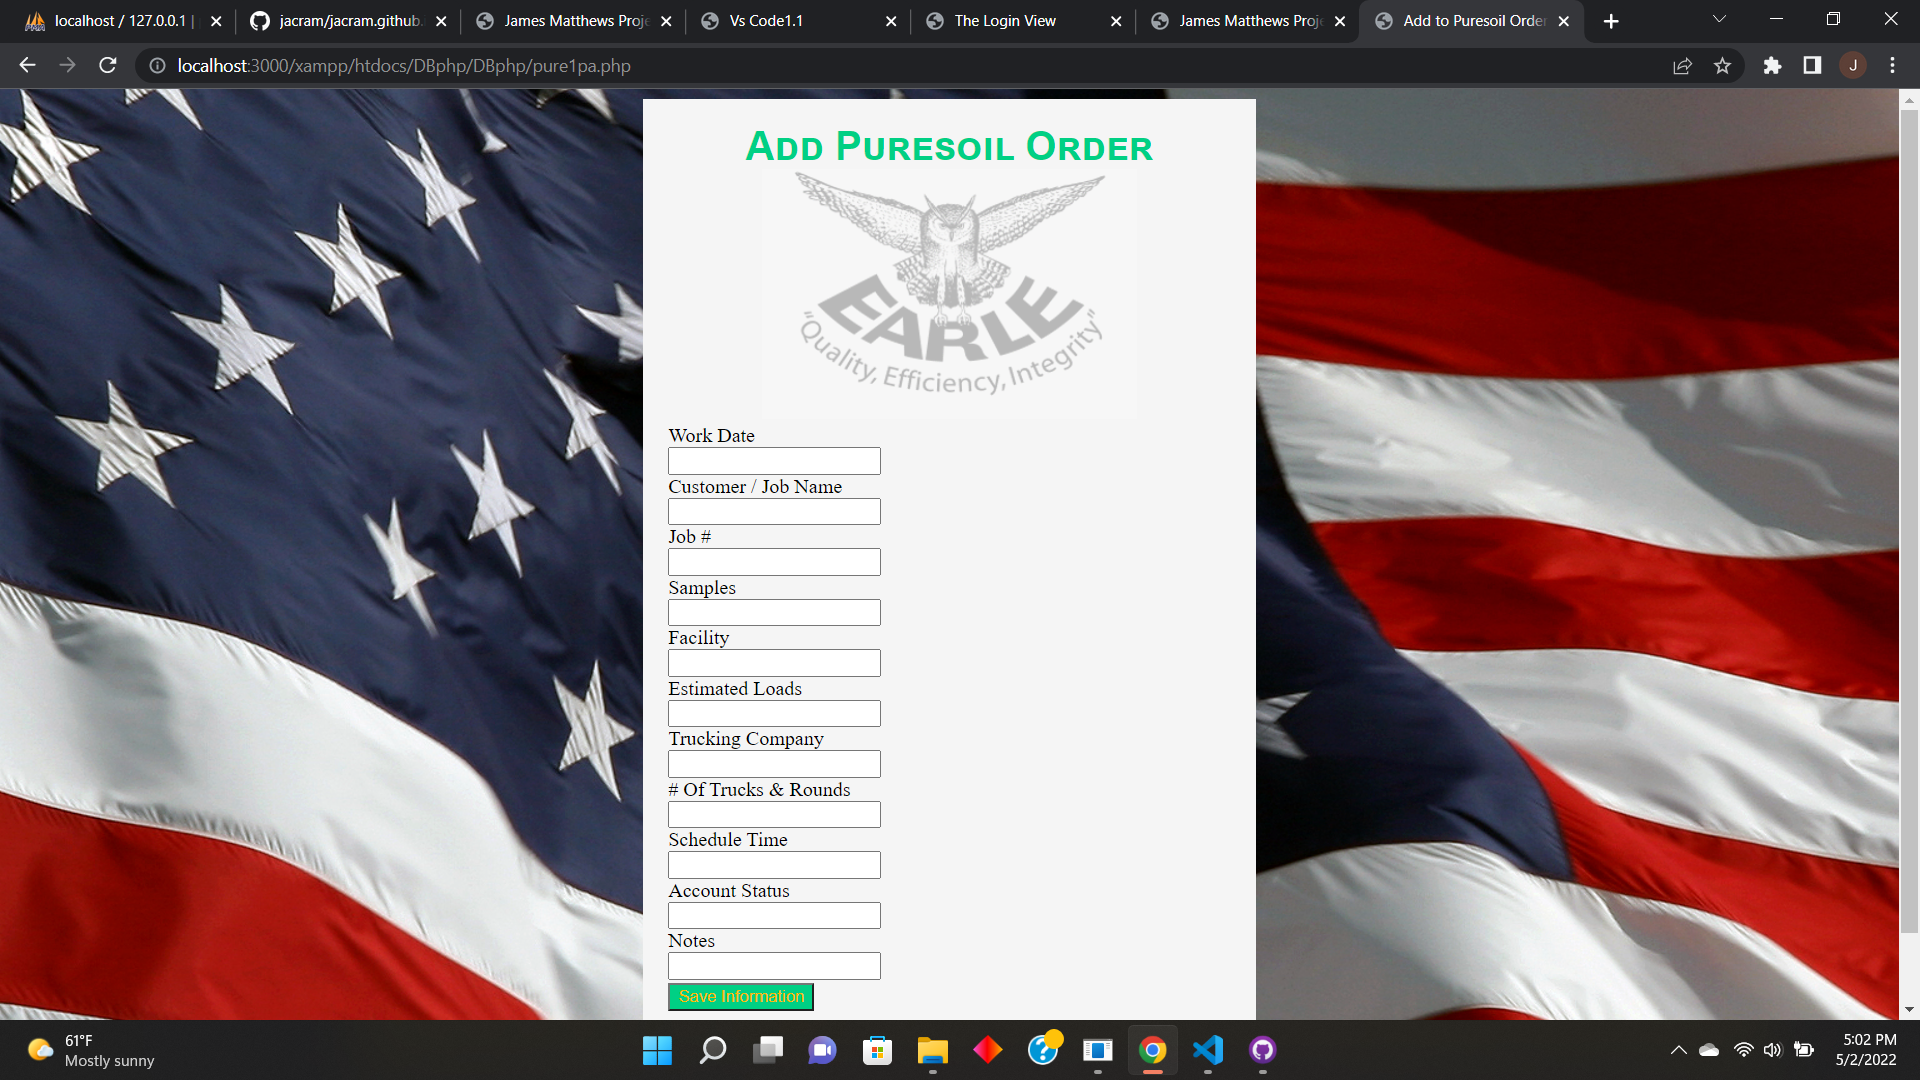 localhost / 127.0.0.1 |
jacram/jacram.github.
James Matthews Proje
Vs Code1.1
The Login View
James Matthews Proje
Add to Puresoil Order
localhost:3000/xampp/htdocs/DBphp/DBphp/pure1pa.php
J
Add Puresoil Order
EARLE
"Quality, Efficiency, Integrity"
Work Date
Customer / Job Name
Job #
Samples
Facility
Estimated Loads
Trucking Company
# Of Trucks & Rounds
Schedule Time
Account Status
Notes
Save Information
61°F
Mostly sunny
5:02 PM
5/2/2022